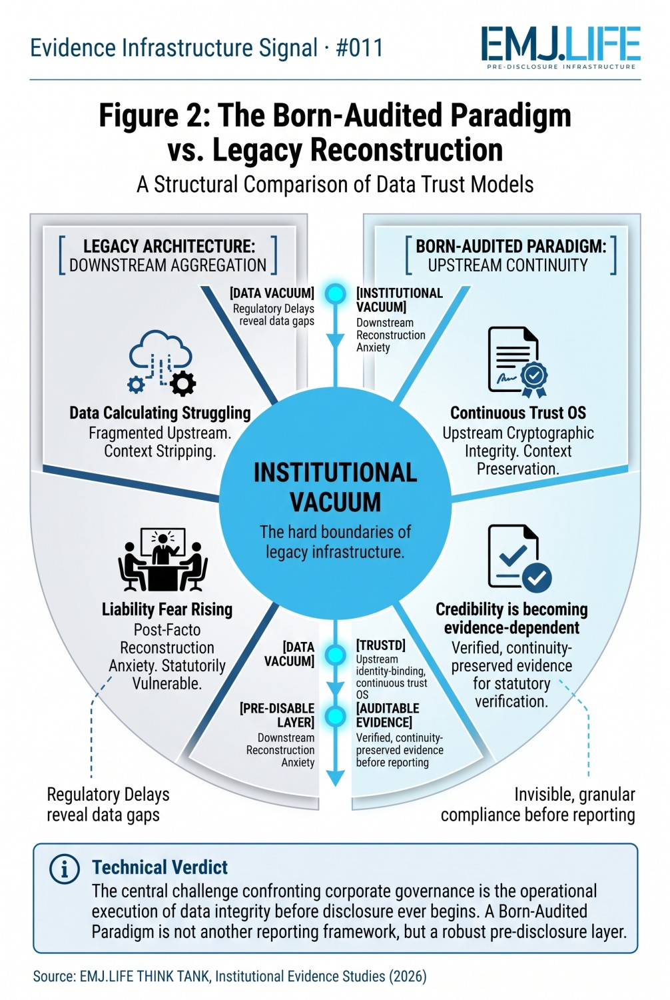 Evidence Infrastructure Signal · #011
EMJ.LIFE
PRE-DISCLOSURE INFRASTRUCTURE
Figure 2: The Born-Audited Paradigm
vs. Legacy Reconstruction
A Structural Comparison of Data Trust Models
[LEGACY ARCHITECTURE:
DOWNSTREAM AGGREGATION]
[BORN-AUDITED PARADIGM:
UPSTREAM CONTINUITY]
[DATA VACUUM]
Regulatory Delays
reveal data gaps
[INSTITUTIONAL
VACUUM]
Downstream
Reconstruction
Anxiety
Data Calculating Struggling
Fragmented Upstream.
Context Stripping.
Continuous Trust OS
Upstream Cryptographic
Integrity. Context
Preservation.
INSTITUTIONAL
VACUUM
The hard boundaries of
legacy infrastructure.
Liability Fear Rising
Post-Facto
Reconstruction
Anxiety. Statutorily
Vulnerable.
Credibility is becoming
evidence-dependent
Verified, continuity-
preserved evidence
for statutory
verification.
[DATA
VACUUM]
[TRUSTD]
Upstream
identity-binding,
continuous trust
OS
[PRE-DISABLE
LAYER]
Downstream
Reconstruction
Anxiety
[AUDITABLE
EVIDENCE]
Verified, continuity-
preserved evidence
before reporting
Regulatory Delays
reveal data gaps
Invisible, granular
compliance before reporting
Technical Verdict
The central challenge confronting corporate governance is the operational
execution of data integrity before disclosure ever begins. A Born-Audited
Paradigm is not another reporting framework, but a robust pre-disclosure layer.
Source: EMJ.LIFE THINK TANK, Institutional Evidence Studies (2026)